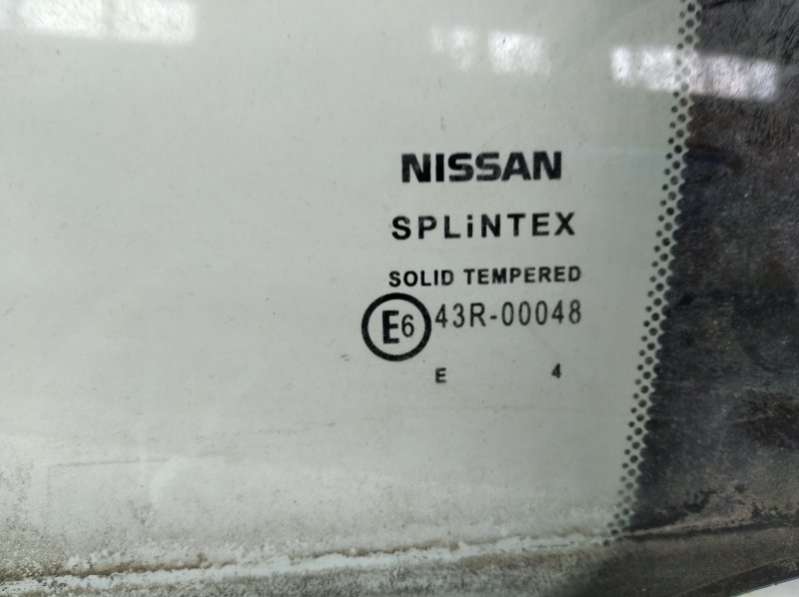 NISSAN
SPLiNTEX
SOLID TEMPERED
E6 43R-00048
E 4